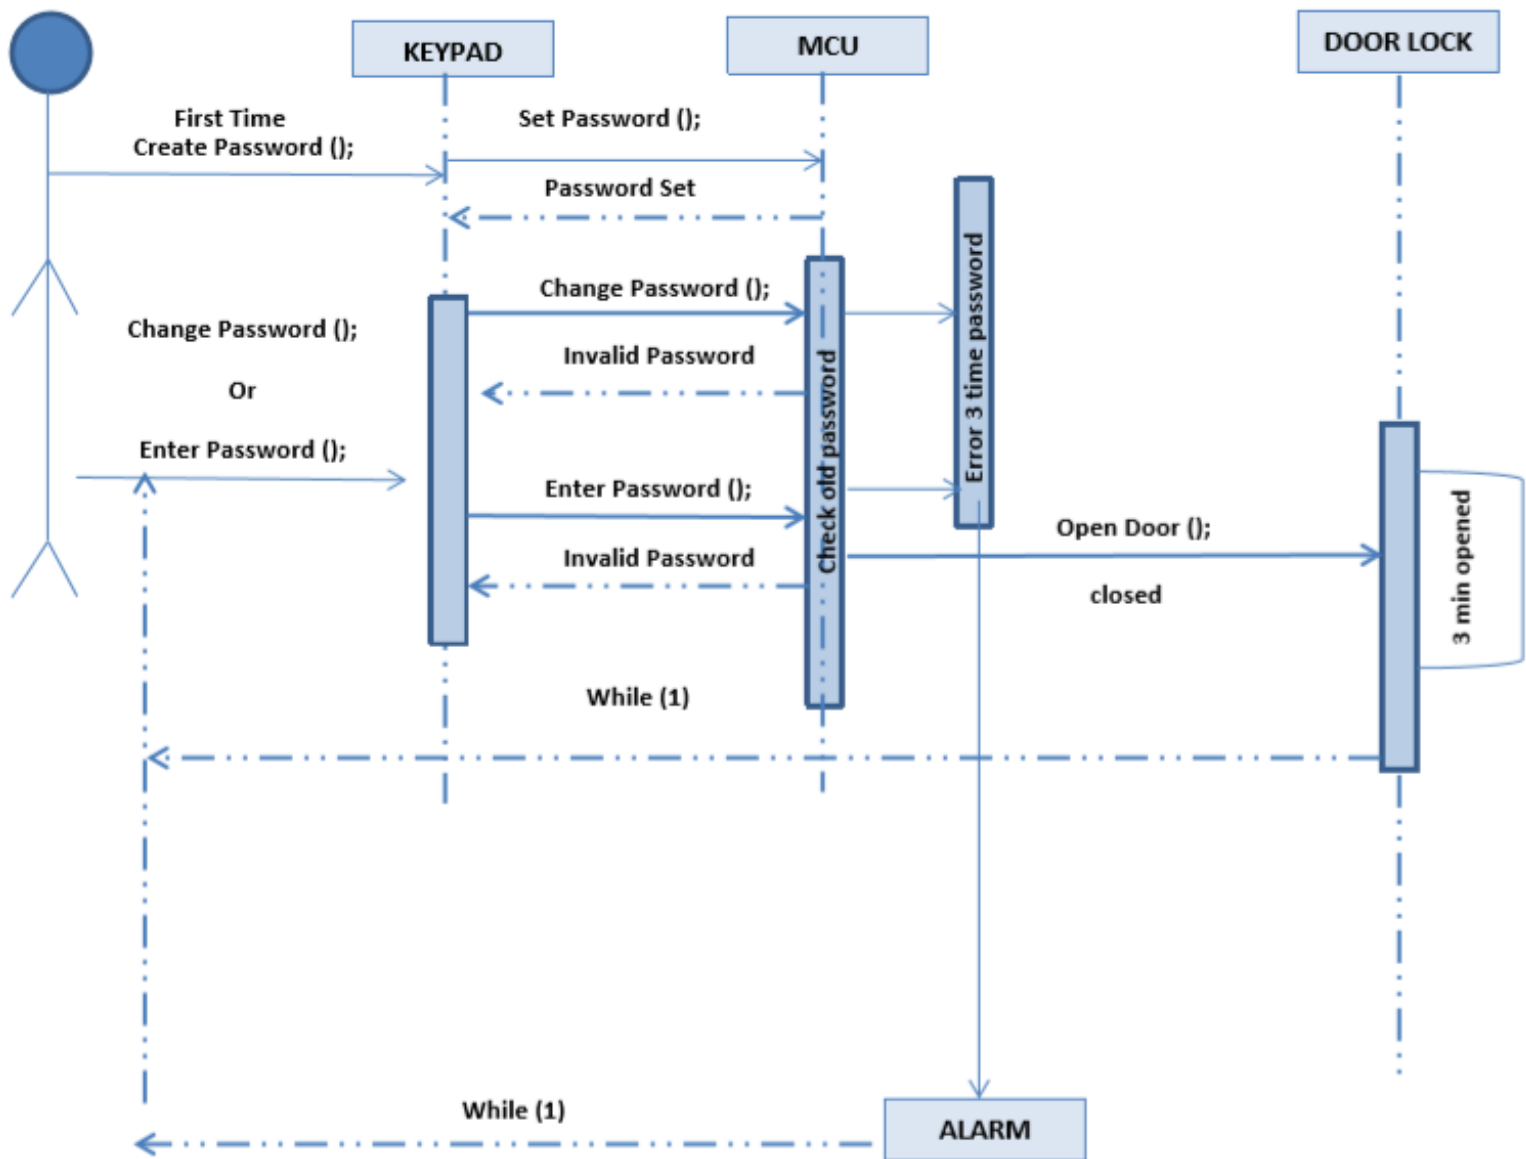 KEYPAD
MCU
DOOR LOCK
First Time
Create Password ();
Set Password ();
Password Set
Change Password ();
Invalid Password
Change Password ();
Or
Enter Password ();
Enter Password ();
Invalid Password
Check old password
Error 3 time password
Open Door ();
closed
3 min opened
While (1)
While (1)
ALARM